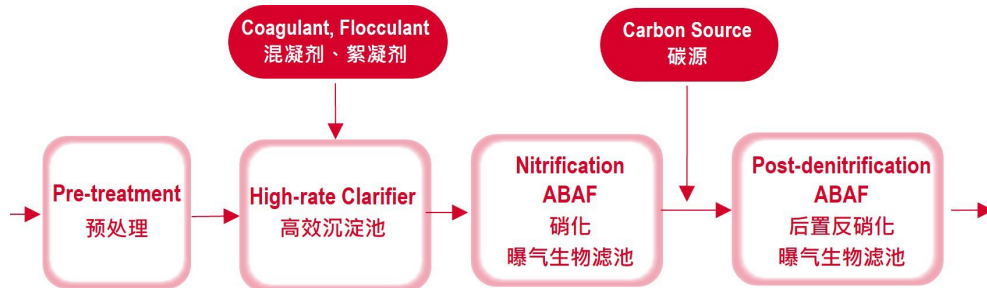 Coagulant, Flocculant
混凝剂、絮凝剂
Carbon Source
碳源
Pre-treatment
预处理
High-rate Clarifier
高效沉淀池
Nitrification
ABAF
硝化
曝气生物滤池
Post-denitrification
ABAF
后置反硝化
曝气生物滤池